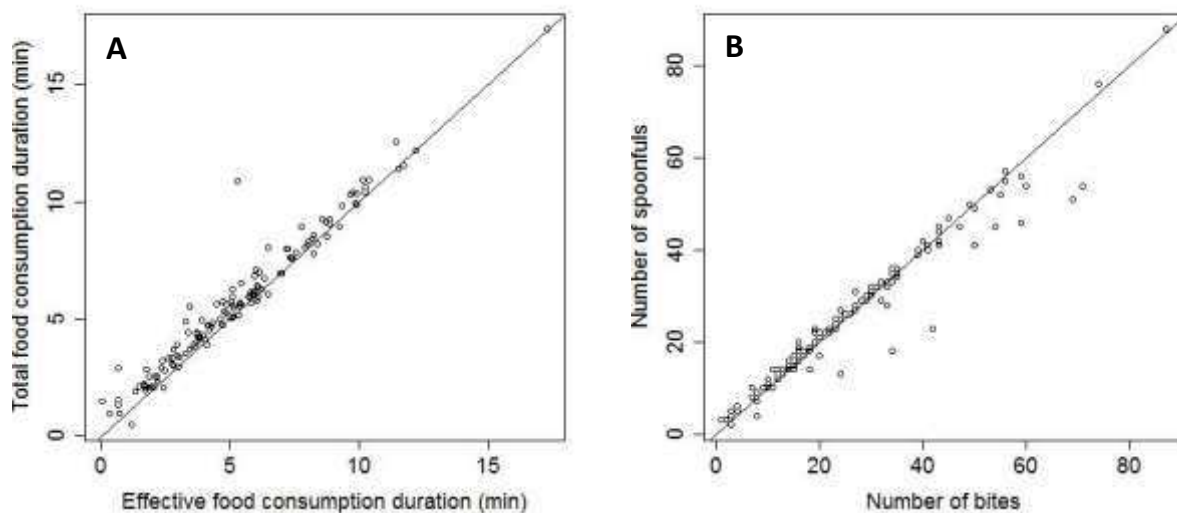 A
Total food consumption duration (min)
15
10
5
0
0 5 10 15
Effective food consumption duration (min)
B
Number of spoonfuls
80
60
40
20
0
0 20 40 60 80
Number of bites